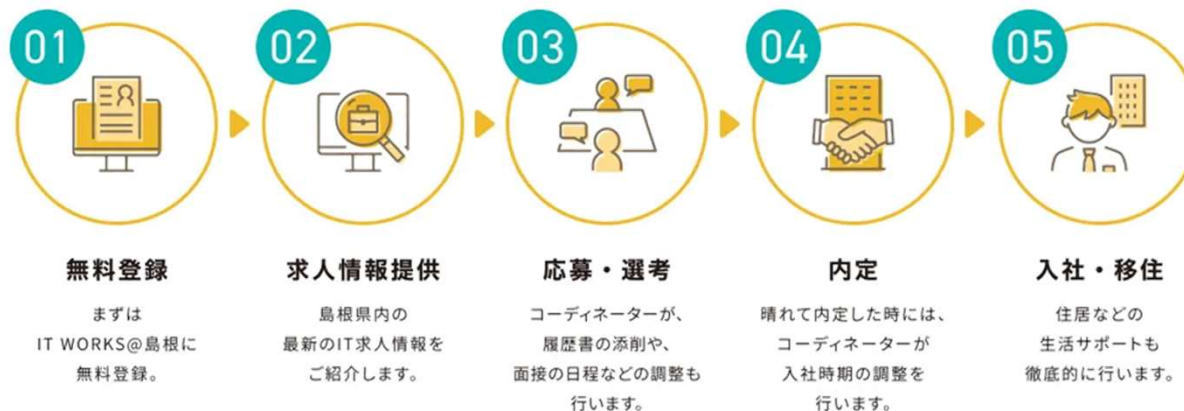 01
無料登録
まずは
IT WORKS@島根に
無料登録。
02
求人情報提供
島根県内の
最新のIT求人情報を
ご紹介します。
03
応募・選考
コーディネーターが、
履歴書の添削や、
面接の日程などの調整も
行います。
04
内定
晴れて内定した時には、
コーディネーターが
入社時期の調整を
行います。
05
入社・移住
住居などの
生活サポートも
徹底的に行います。